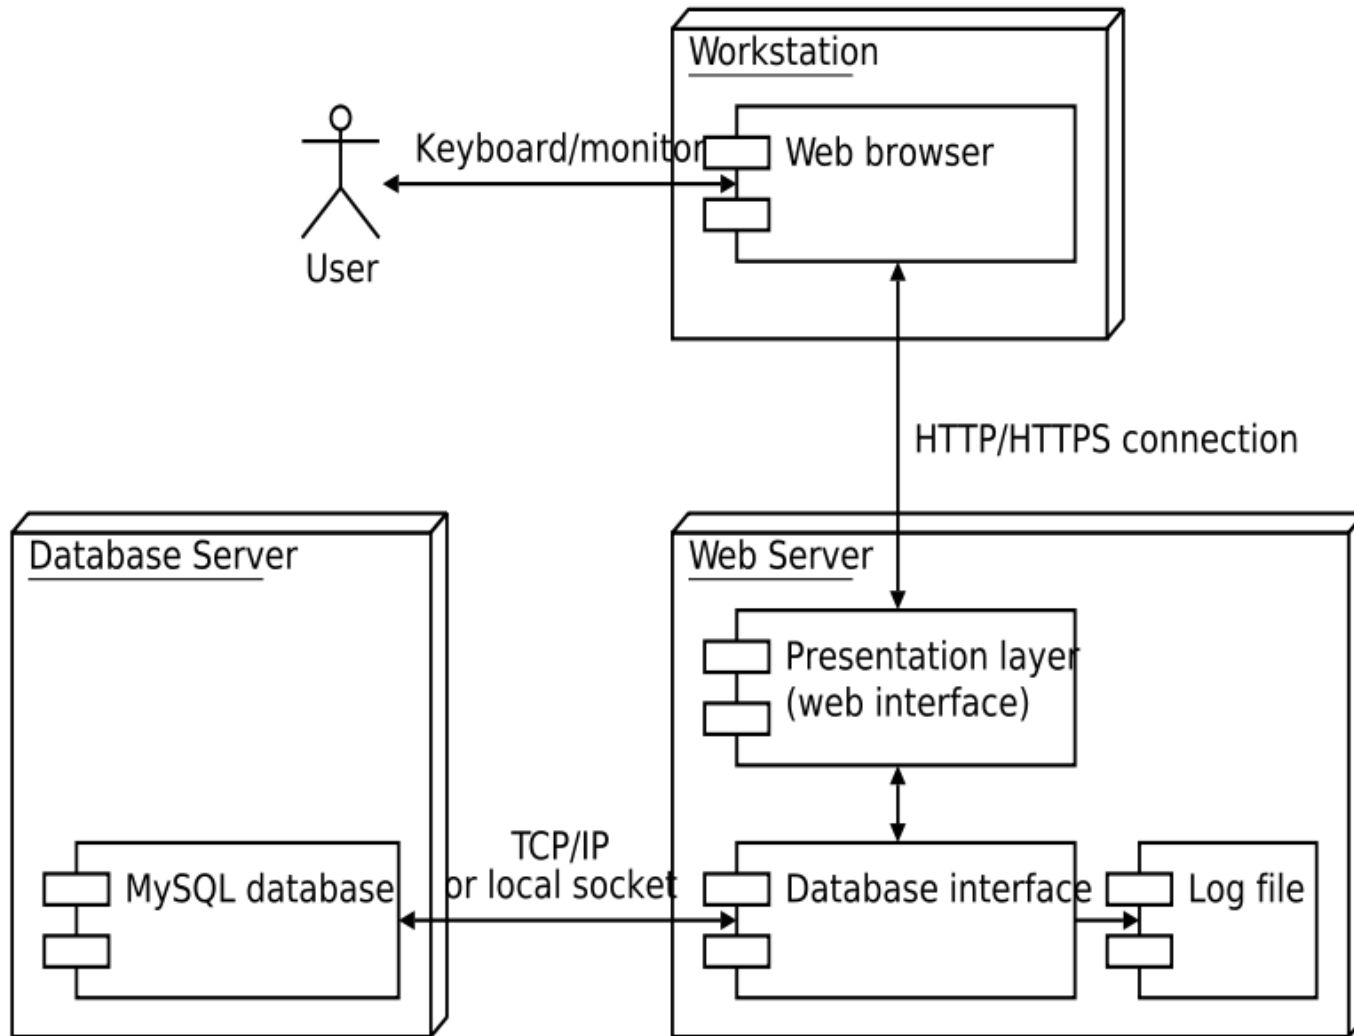 Workstation
Keyboard/monitor
Web browser
User
HTTP/HTTPS connection
Database Server
Web Server
Presentation layer
(web interface)
TCP/IP
or local socket
MySQL database
Database interface
Log file